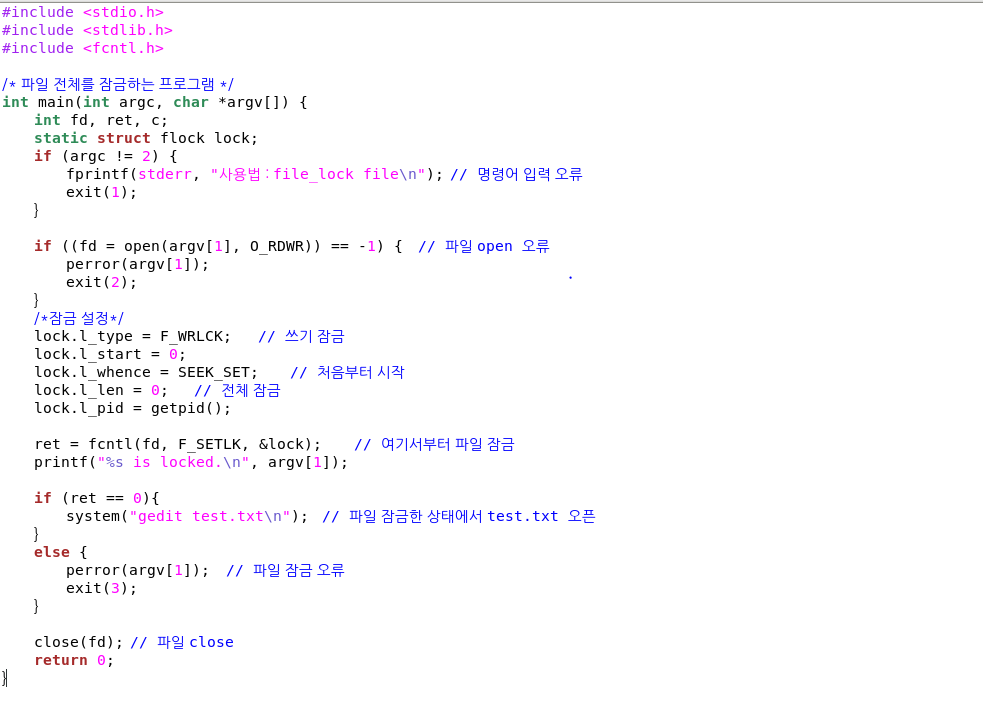 #include <stdio.h>
#include <stdlib.h>
#include <fcntl.h>
/* 파일 전체를 잠금하는 프로그램 */
int main(int argc, char *argv[]) {
int fd, ret, c;
static struct flock lock;
if (argc != 2) {
fprintf(stderr, "사용법 : file_lock file\n"); // 명령어 입력 오류
exit(1);
}
if ((fd = open(argv[1], O_RDWR)) == -1) { // 파일 open 오류
perror(argv[1]);
exit(2);
}
/*잠금 설정*/
lock.l_type = F_WRLCK; // 쓰기 잠금
lock.l_start = 0;
lock.l_whence = SEEK_SET; // 처음부터 시작
lock.l_len = 0; // 전체 잠금
lock.l_pid = getpid();
ret = fcntl(fd, F_SETLK, &lock); // 여기서부터 파일 잠금
printf("%s is locked.\n", argv[1]);
if (ret == 0){
system("gedit test.txt\n"); // 파일 잠금한 상태에서 test.txt 오픈
}
else {
perror(argv[1]); // 파일 잠금 오류
exit(3);
}
close(fd); // 파일 close
return 0;
}